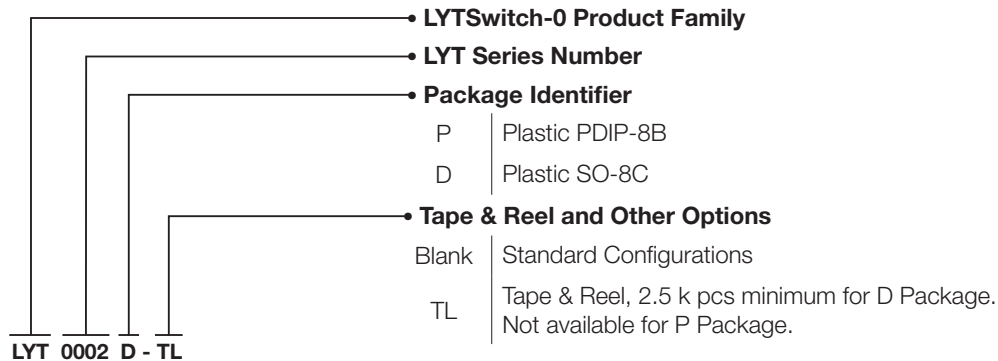 • LYTSwitch-0 Product Family
• LYT Series Number
• Package Identifier
P Plastic PDIP-8B
D Plastic SO-8C
• Tape & Reel and Other Options
Blank Standard Configurations
TL Tape & Reel, 2.5 k pcs minimum for D Package.
Not available for P Package.
LYT 0002 D - TL